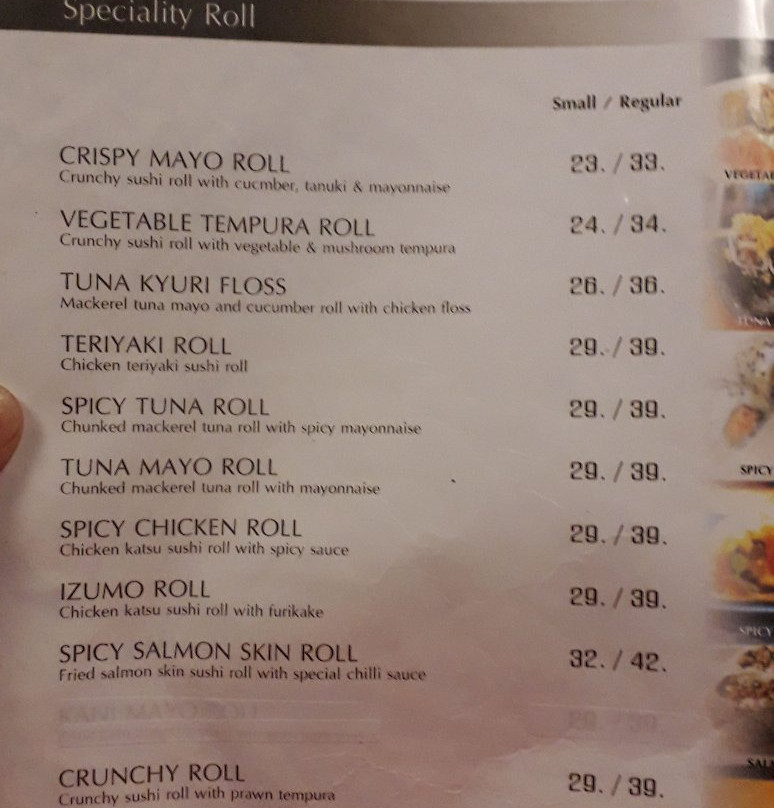 Speciality Roll
Small / Regular
CRISPY MAYO ROLL 23. / 33.
Crunchy sushi roll with cucmber, tanuki & mayonnaise
VEGETABLE TEMPURA ROLL 24. / 34.
Crunchy sushi roll with vegetable & mushroom tempura
TUNA KYURI FLOSS 26. / 36.
Mackerel tuna mayo and cucumber roll with chicken floss
TERIYAKI ROLL 29. / 39.
Chicken teriyaki sushi roll
SPICY TUNA ROLL 29. / 39.
Chunked mackerel tuna roll with spicy mayonnaise
TUNA MAYO ROLL 29. / 39.
Chunked mackerel tuna roll with mayonnaise
SPICY CHICKEN ROLL 29. / 39.
Chicken katsu sushi roll with spicy sauce
IZUMO ROLL 29. / 39.
Chicken katsu sushi roll with furikake
SPICY SALMON SKIN ROLL 32. / 42.
Fried salmon skin sushi roll with special chilli sauce
KANI MAYO ROLL
CRUNCHY ROLL 29. / 39.
Crunchy sushi roll with prawn tempura
TUNA
SPICY
SPICY